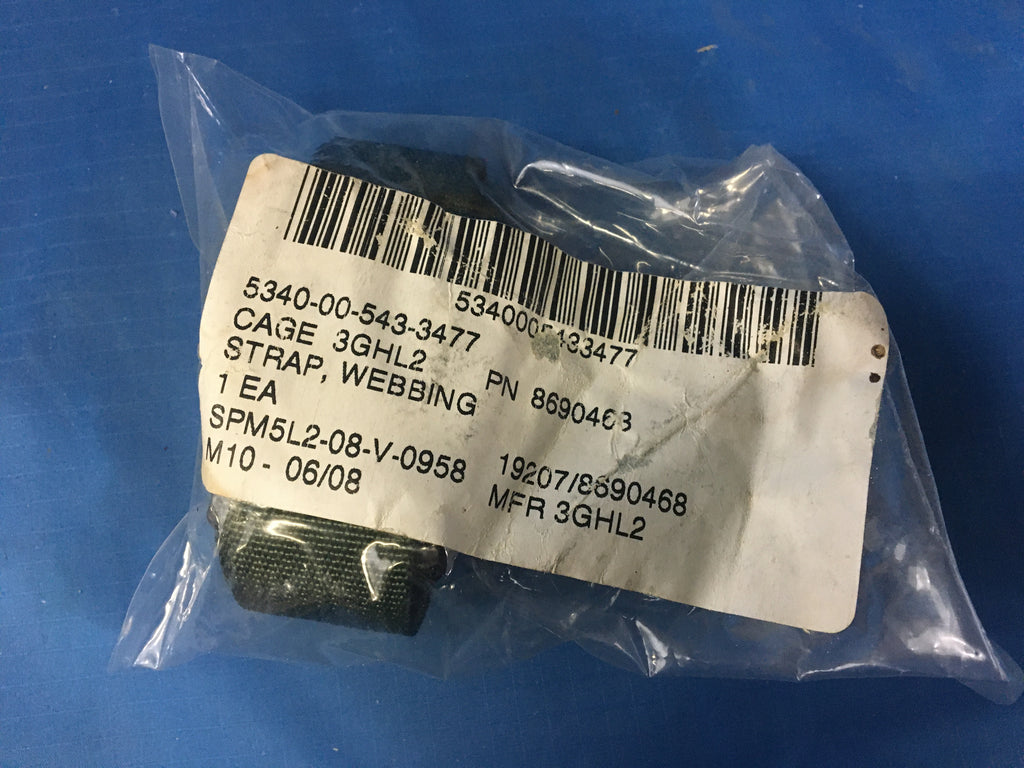 5340005433477
5340-00-543-3477
CAGE 3GHL2
PN 8690468
STRAP, WEBBING
1 EA
SPM5L2-08-V-0958
19207/8690468
M10 - 06/08
MFR 3GHL2